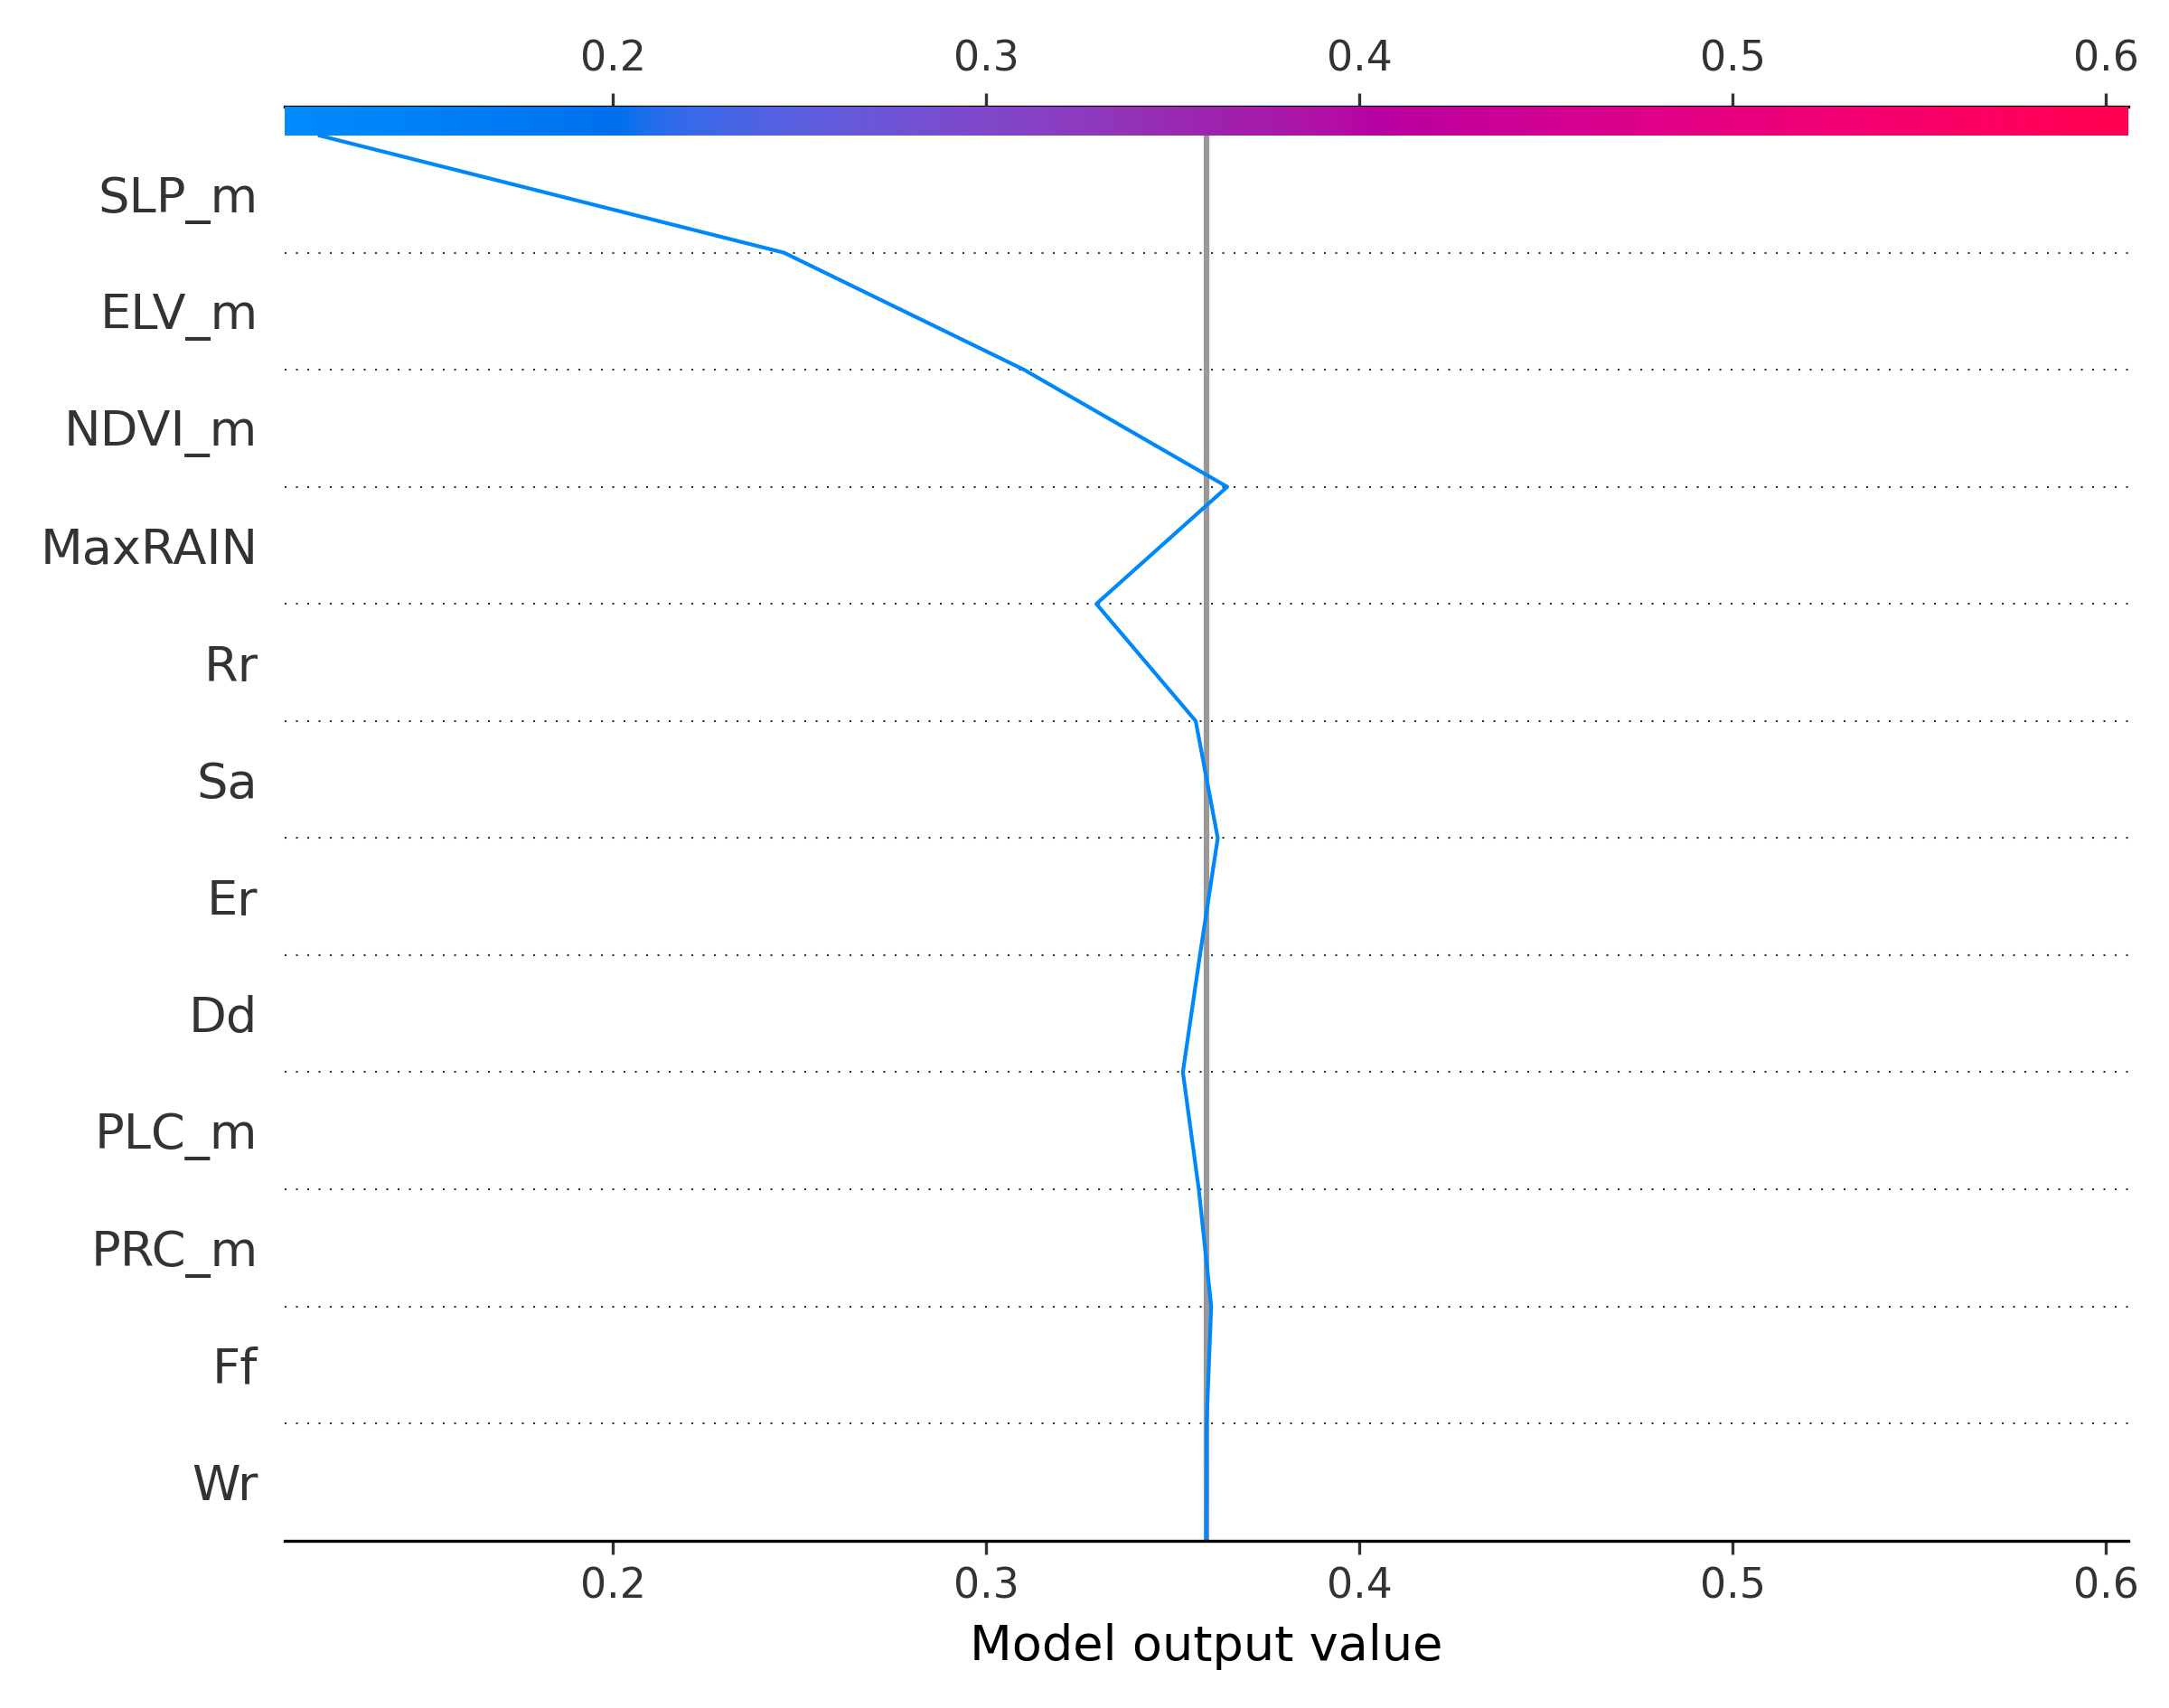 0.2 0.3 0.4 0.5 0.6
SLP_m
ELV_m
NDVI_m
MaxRAIN
Rr
Sa
Er
Dd
PLC_m
PRC_m
Ff
Wr
0.2 0.3 0.4 0.5 0.6
Model output value